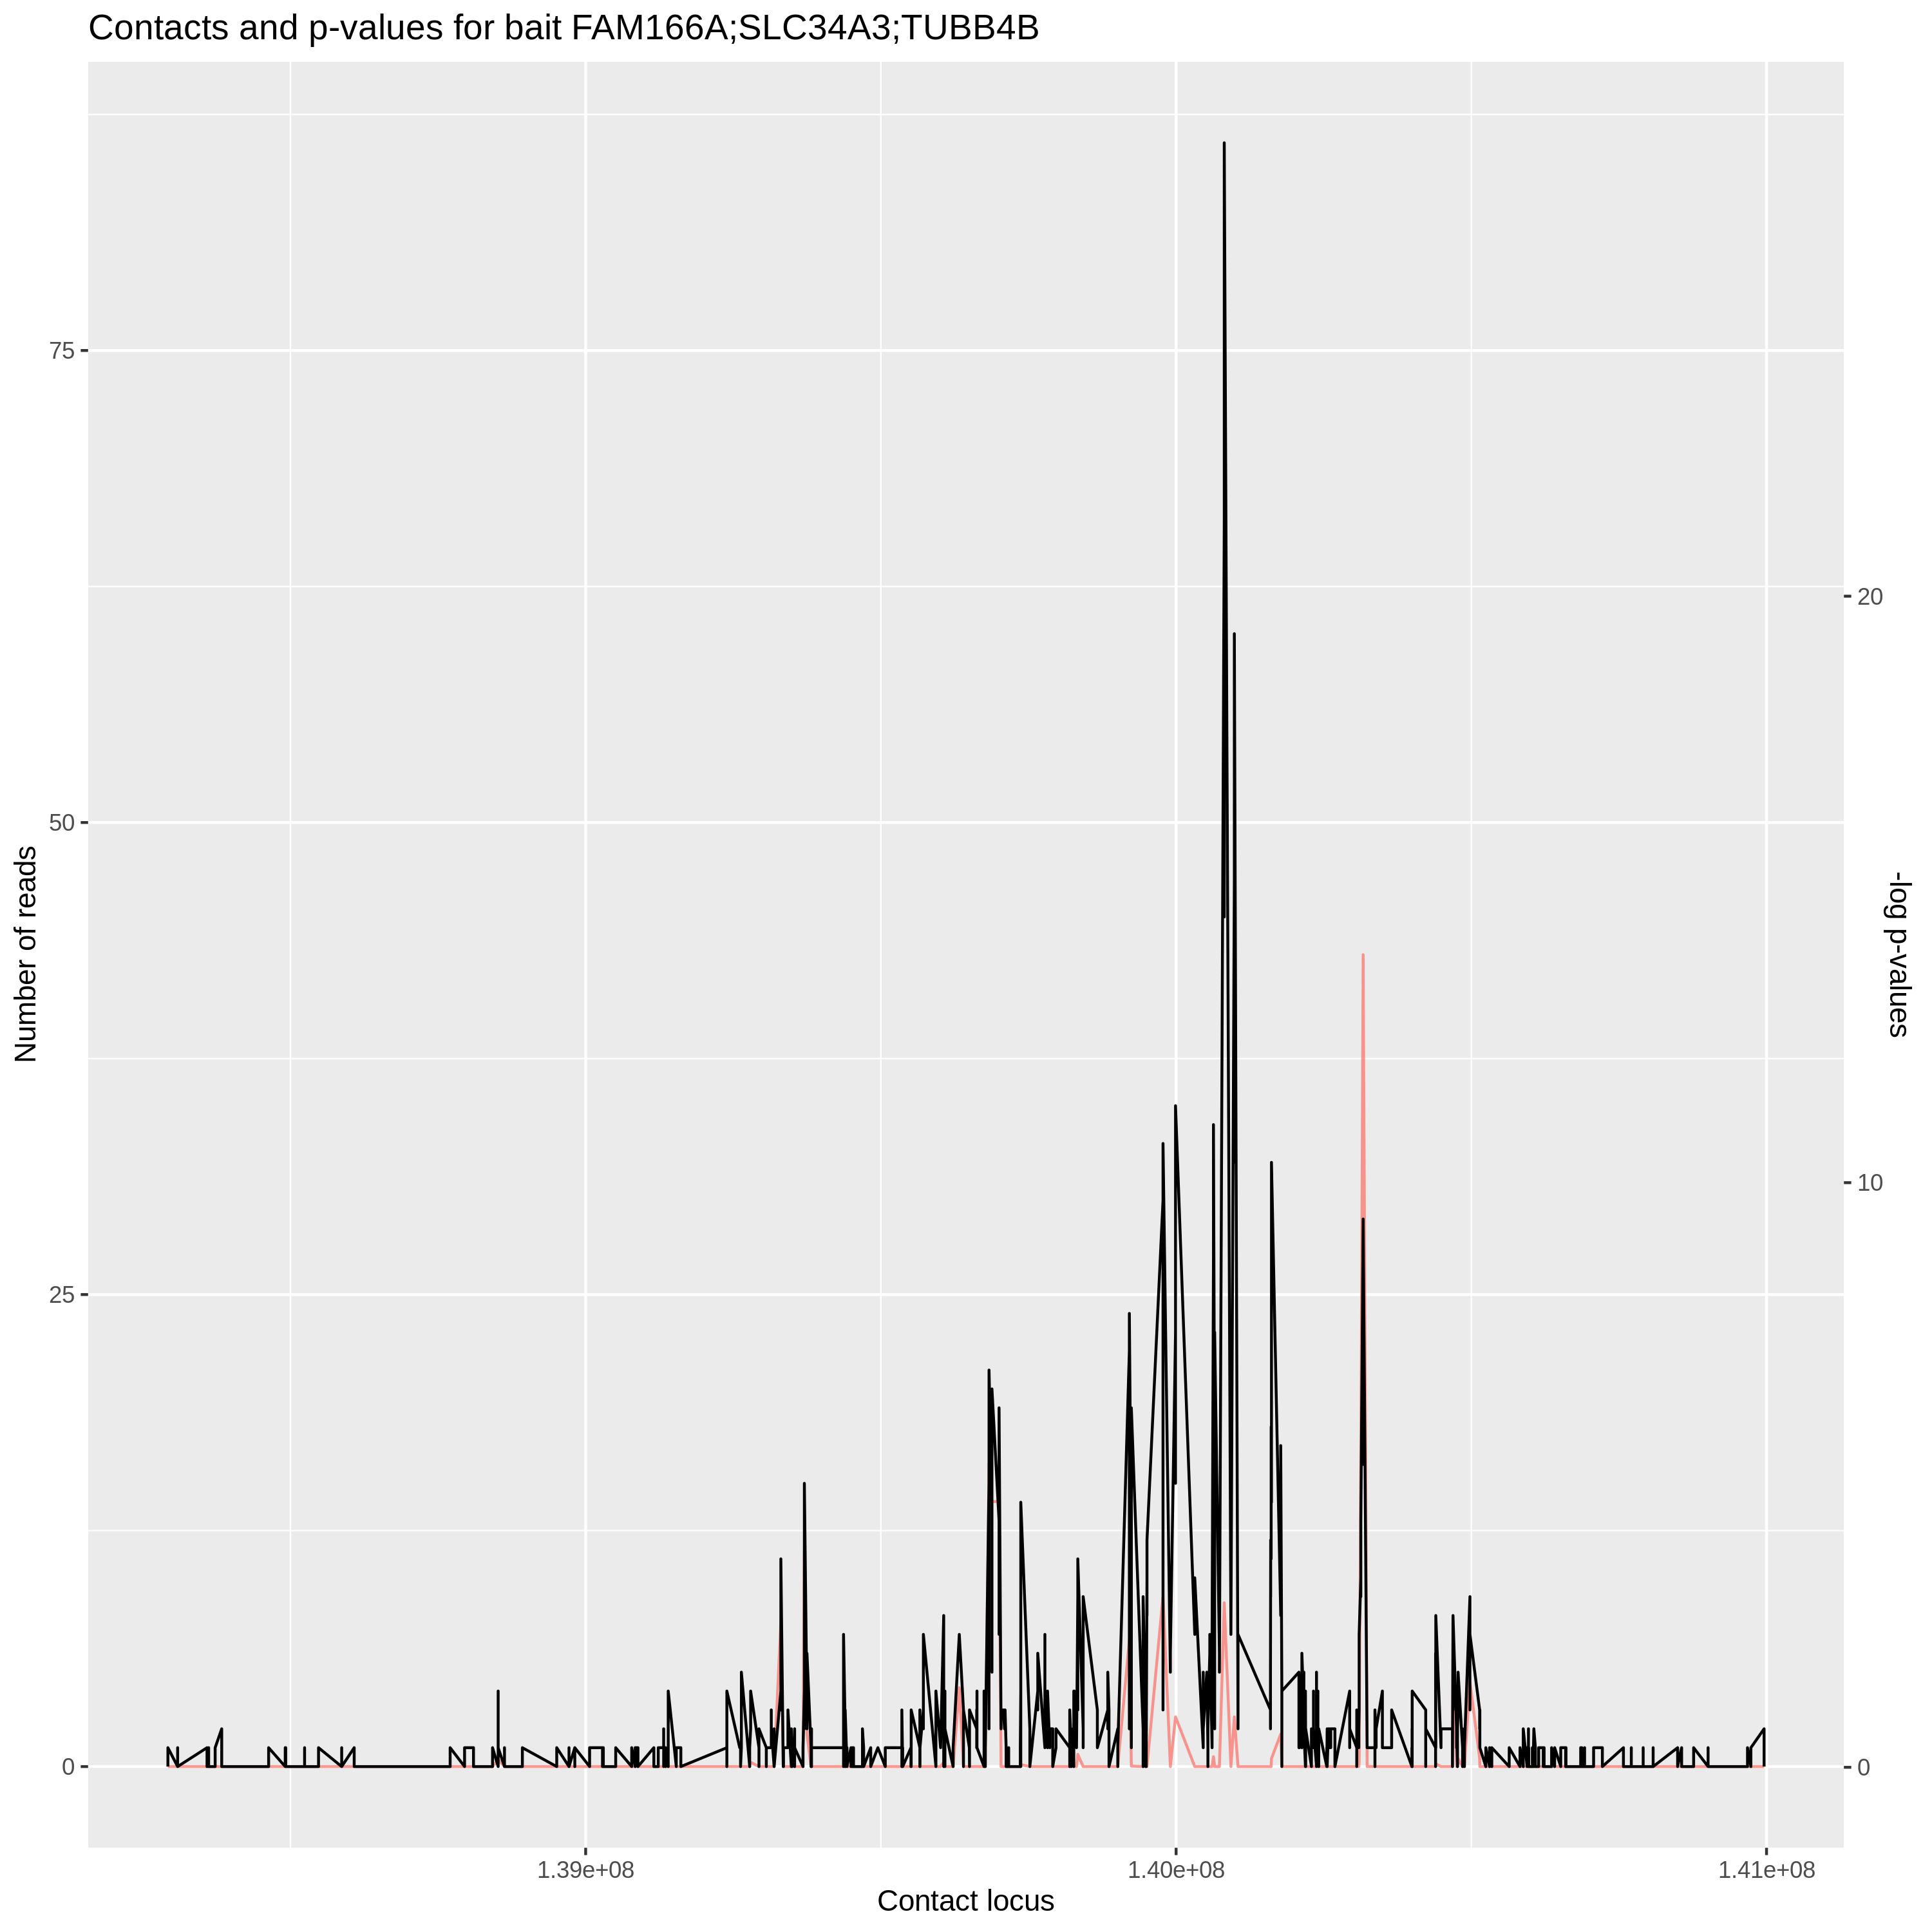 Contacts and p-values for bait FAM166A;SLC34A3;TUBB4B
Number of reads
75
50
25
0
20
10
0
-log p-values
1.39e+08
1.40e+08
1.41e+08
Contact locus